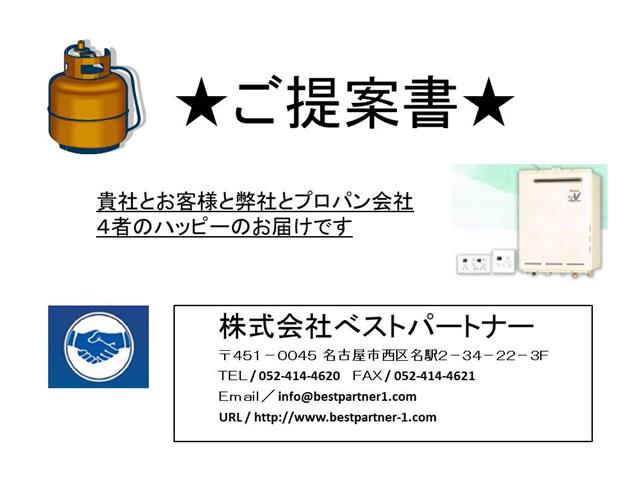 ★ご提案書★
貴社とお客様と弊社とプロパン会社
４者のハッピーのお届けです
株式会社ベストパートナー
〒４５１－００４５ 名古屋市西区名駅２－３４－２２－３Ｆ
ＴＥＬ / 052-414-4620　ＦＡＸ / 052-414-4621
Ｅｍａｉｌ／ info@bestpartner1.com
URL / http://www.bestpartner-1.com